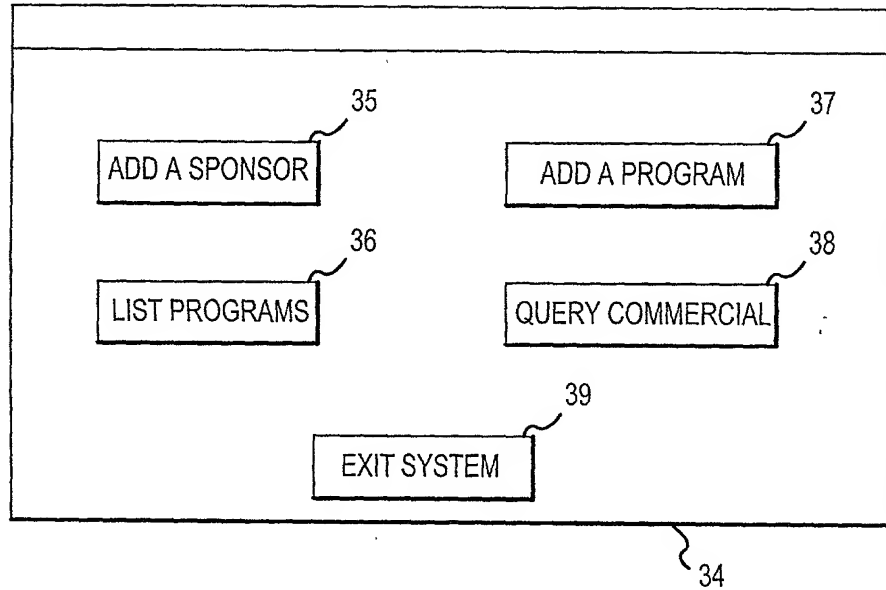 35
37
ADD A SPONSOR
ADD A PROGRAM
36
38
LIST PROGRAMS
QUERY COMMERCIAL
39
EXIT SYSTEM
34